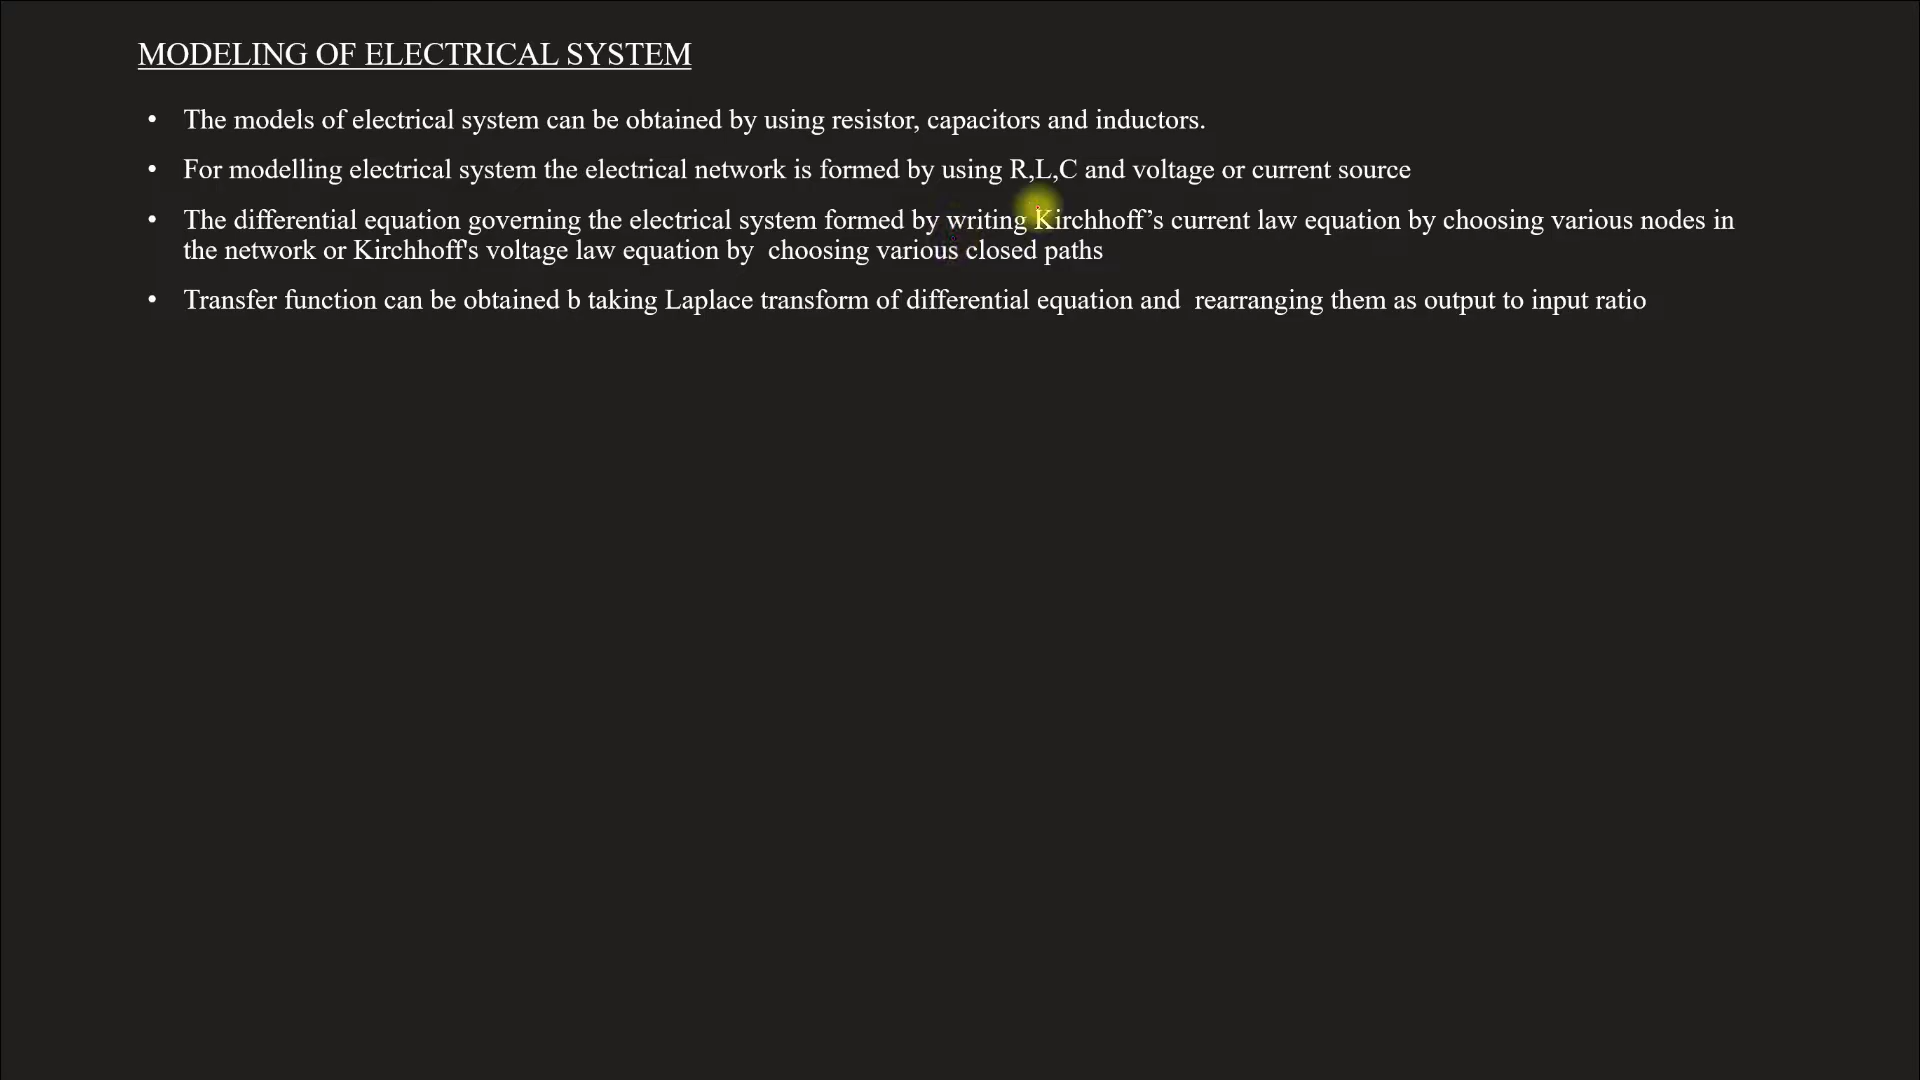 MODELING OF ELECTRICAL SYSTEM
• The models of electrical system can be obtained by using resistor, capacitors and inductors.
• For modelling electrical system the electrical network is formed by using R,L,C and voltage or current source
• The differential equation governing the electrical system formed by writing Kirchhoff’s current law equation by choosing various nodes in
the network or Kirchhoff's voltage law equation by  choosing various closed paths
• Transfer function can be obtained b taking Laplace transform of differential equation and  rearranging them as output to input ratio